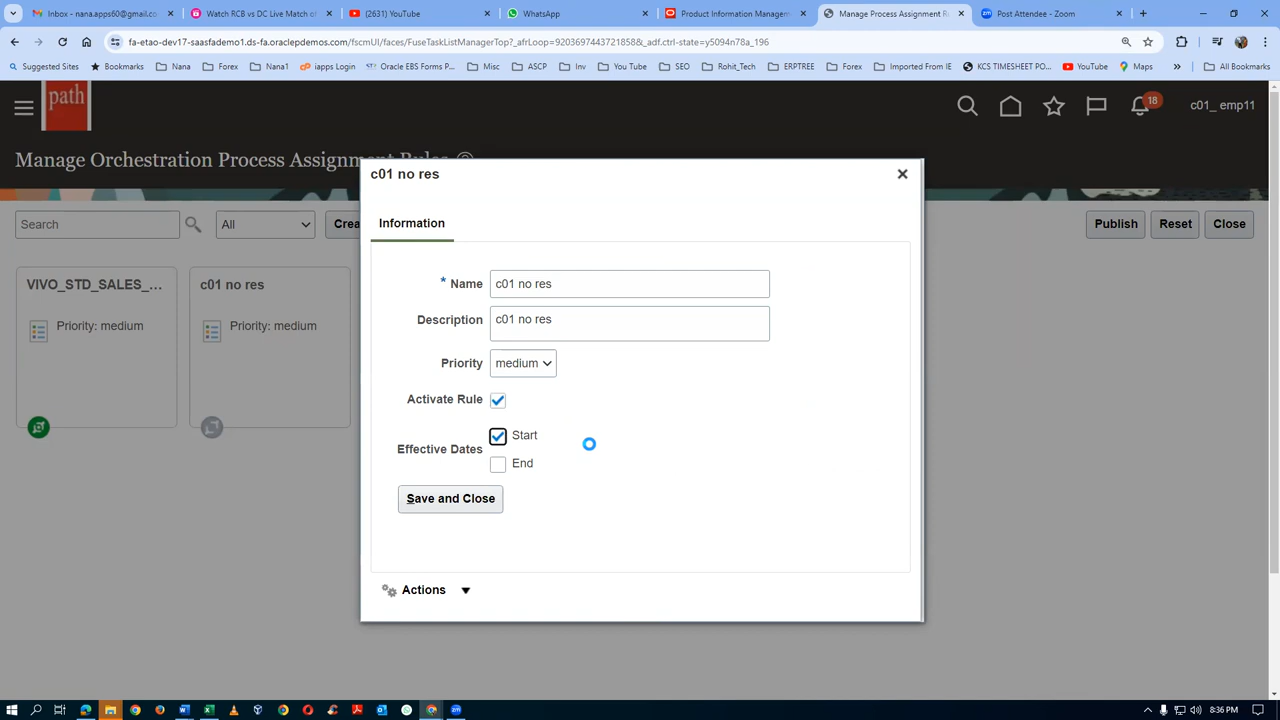 Inbox - nana.apps60@gmail.co
Watch RCB vs DC Live Match of
(2631) YouTube
WhatsApp
Product Information Managemen
Manage Process Assignment Ru
Post Attendee - Zoom
fa-etao-dev17-saasfademo1.ds-fa.oraclepdemos.com/fscmUI/faces/FuseTaskListManagerTop?_afrLoop=9203697443721858&_adf.ctrl-state=y5094n78a_196
Suggested Sites
Bookmarks
Nana
Forex
Nana1
iapps Login
Oracle EBS Forms P...
Misc
ASCP
Inv
You Tube
SEO
Rohit_Tech
ERPTREE
Forex
Imported From IE
KCS TIMESHEET PO...
YouTube
Maps
»
All Bookmarks
path
18
c01_ emp11
Manage Orchestration Process Assignment Rules
Search
All
Crea
Publish
Reset
Close
VIVO_STD_SALES_...
Priority: medium
c01 no res
Priority: medium
c01 no res
Information
* Name
c01 no res
Description
c01 no res
Priority
medium
Activate Rule
Effective Dates
Start
End
Save and Close
Actions
8:36 PM